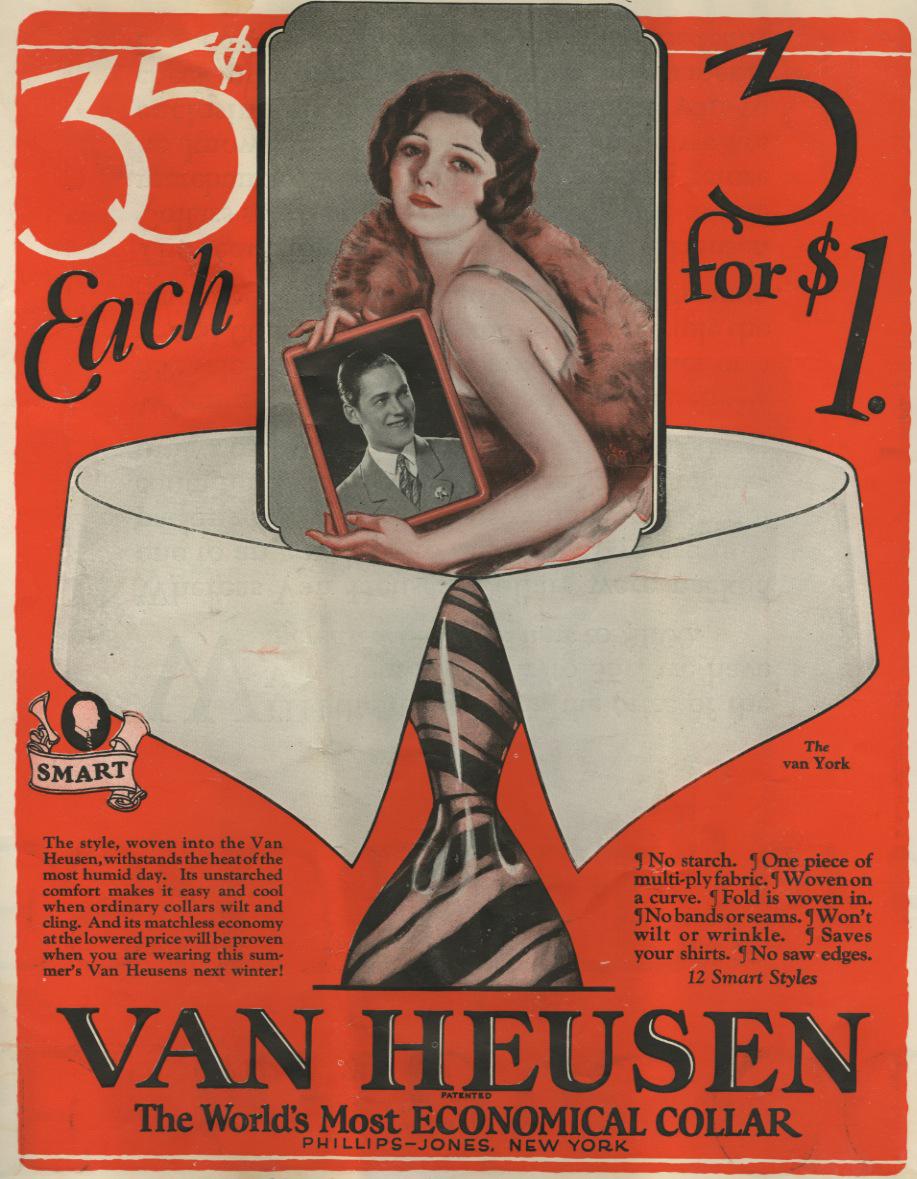 35¢
Each
3
for $1.
The
van York
SMART
The style, woven into the Van
Heusen, withstands the heat of the
most humid day. Its unstarched
comfort makes it easy and cool
when ordinary collars wilt and
cling. And its matchless economy
at the lowered price will be proven
when you are wearing this sum-
mer's Van Heusens next winter!
¶ No starch. ¶ One piece of
multi-ply fabric. ¶ Woven on
a curve. ¶ Fold is woven in.
¶ No bands or seams. ¶ Won't
wilt or wrinkle. ¶ Saves
your shirts. ¶ No saw edges.
12 Smart Styles
VAN HEUSEN
PATENTED
The World's Most ECONOMICAL COLLAR
PHILLIPS-JONES, NEW YORK